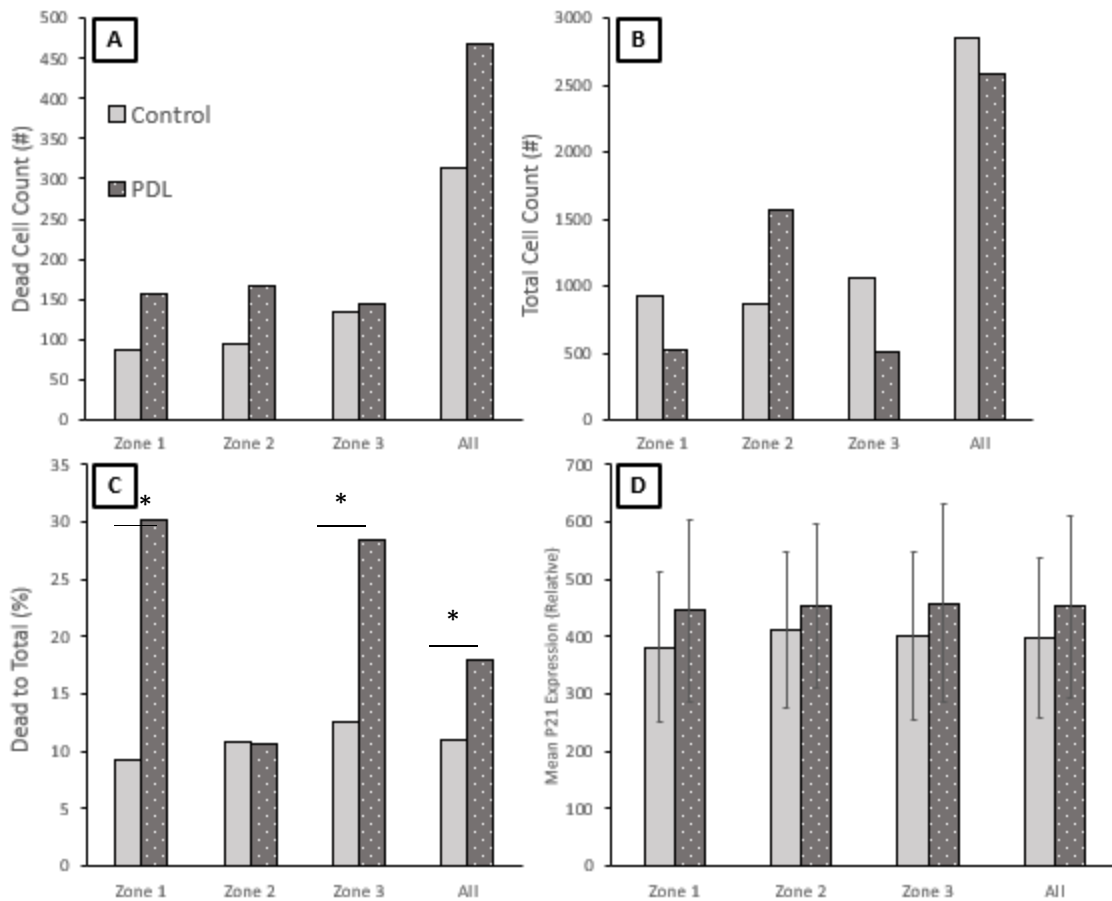 A
Dead Cell Count (#)
500
450
400
350
300
250
200
150
100
50
0
Control
PDL
Zone 1 Zone 2 Zone 3 All
B
Total Cell Count (#)
3000
2500
2000
1500
1000
500
0
Zone 1 Zone 2 Zone 3 All
C
Dead to Total (%)
35
30
25
20
15
10
5
0
*
*
*
Zone 1 Zone 2 Zone 3 All
D
Mean P21 Expression (Relative)
700
600
500
400
300
200
100
0
Zone 1 Zone 2 Zone 3 All